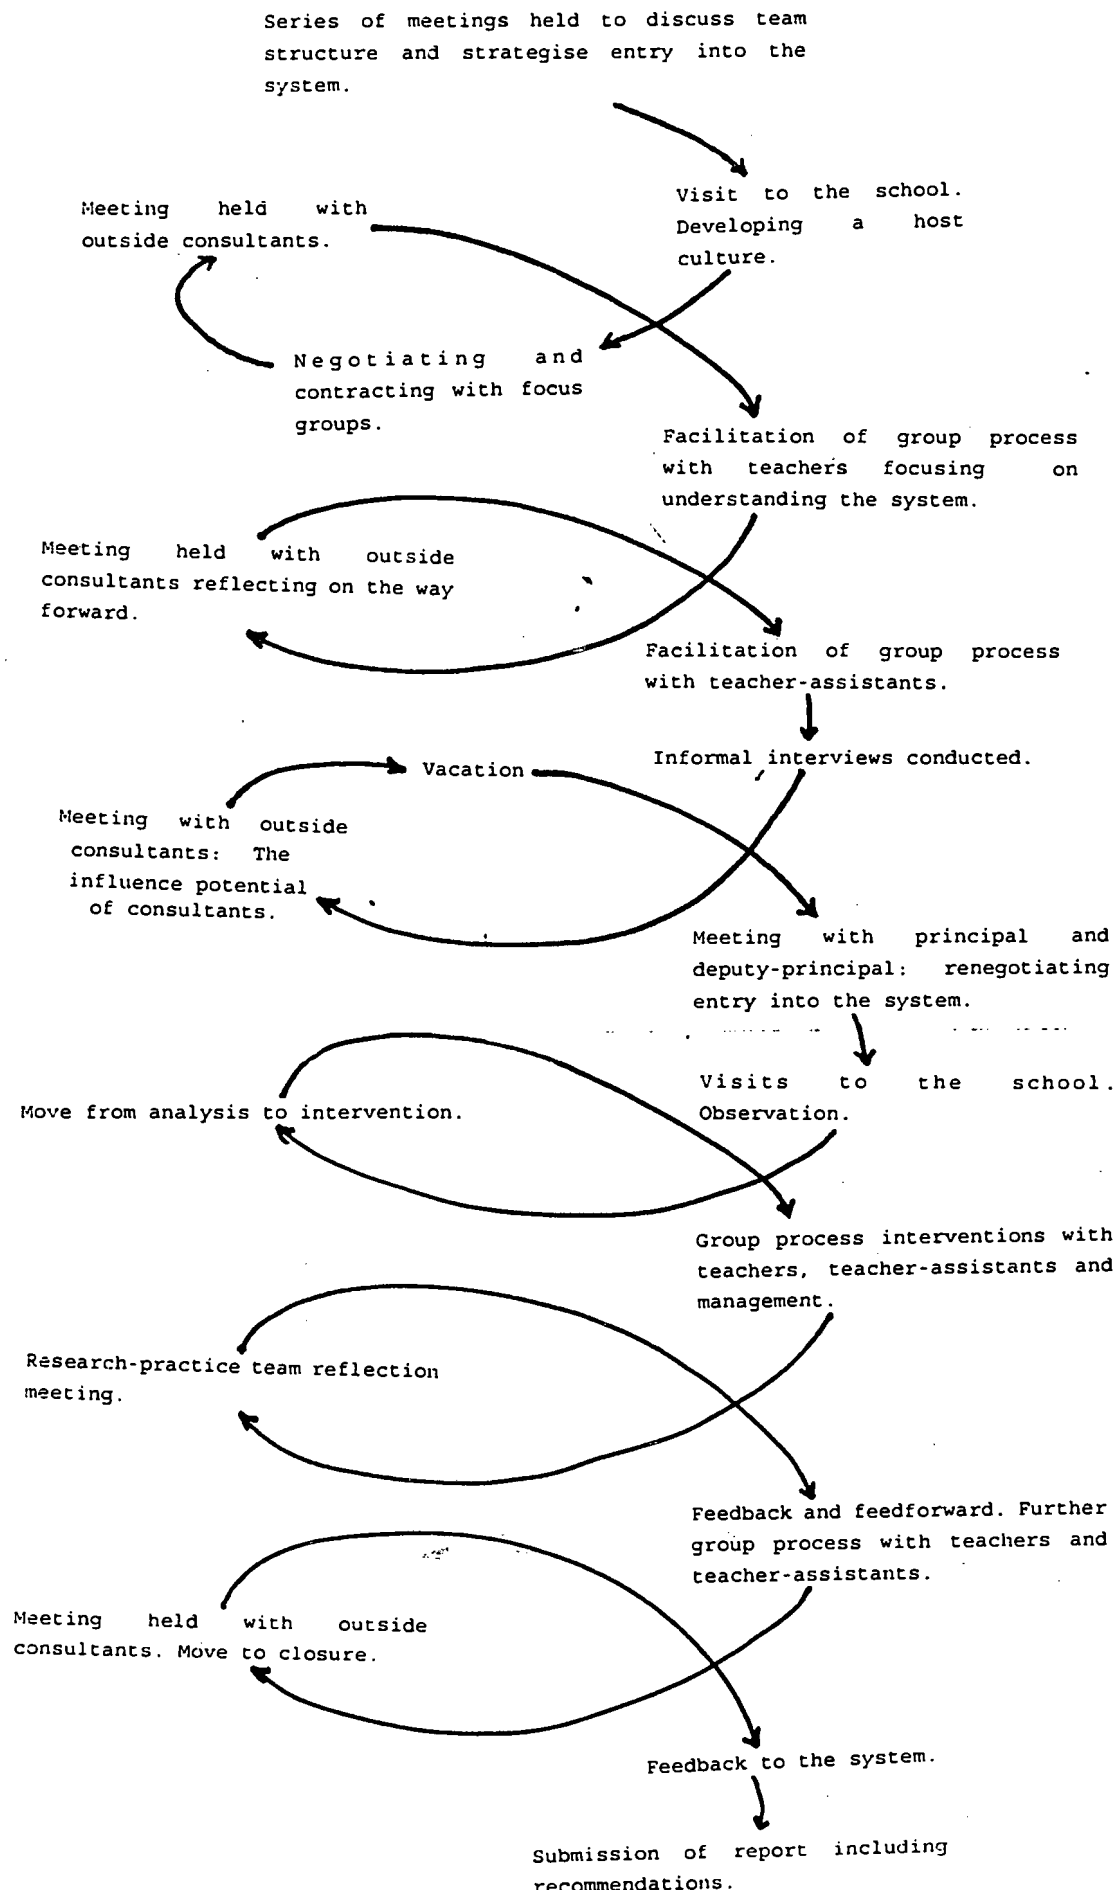 Series of meetings held to discuss team
structure and strategise entry into the
system.
Visit to the school.
Developing a host
culture.
Meeting held with
outside consultants.
Negotiating and
contracting with focus
groups.
Facilitation of group process
with teachers focusing on
understanding the system.
Meeting held with outside
consultants reflecting on the way
forward.
Facilitation of group process
with teacher-assistants.
Informal interviews conducted.
Vacation
Meeting with outside
consultants: The
influence potential
of consultants.
Meeting with principal and
deputy-principal: renegotiating
entry into the system.
Visits to the school.
Observation.
Move from analysis to intervention.
Group process interventions with
teachers, teacher-assistants and
management.
Research-practice team reflection
meeting.
Feedback and feedforward. Further
group process with teachers and
teacher-assistants.
Meeting held with outside
consultants. Move to closure.
Feedback to the system.
Submission of report including
recommendations.